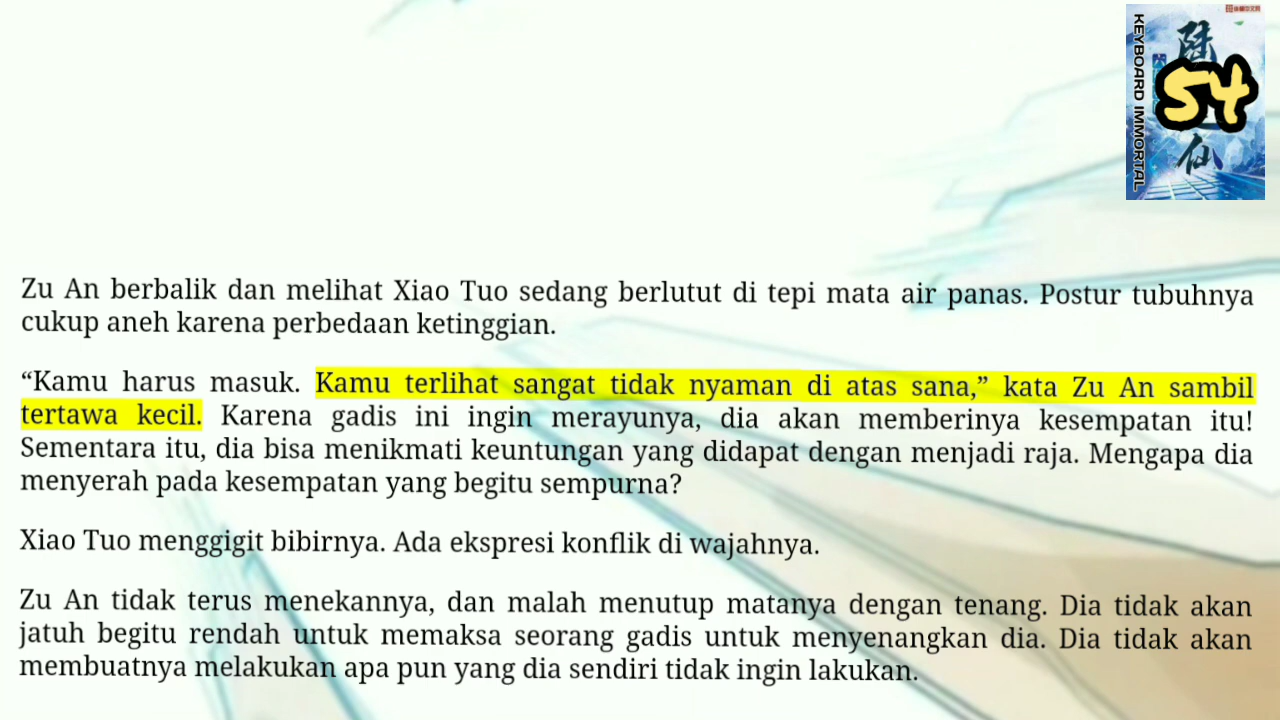 KEYBOARD IMMORTAL
54
仙
Zu An berbalik dan melihat Xiao Tuo sedang berlutut di tepi mata air panas. Postur tubuhnya
cukup aneh karena perbedaan ketinggian.
“Kamu harus masuk. Kamu terlihat sangat tidak nyaman di atas sana,” kata Zu An sambil
tertawa kecil. Karena gadis ini ingin merayunya, dia akan memberinya kesempatan itu!
Sementara itu, dia bisa menikmati keuntungan yang didapat dengan menjadi raja. Mengapa dia
menyerah pada kesempatan yang begitu sempurna?
Xiao Tuo menggigit bibirnya. Ada ekspresi konflik di wajahnya.
Zu An tidak terus menekannya, dan malah menutup matanya dengan tenang. Dia tidak akan
jatuh begitu rendah untuk memaksa seorang gadis untuk menyenangkan dia. Dia tidak akan
membuatnya melakukan apa pun yang dia sendiri tidak ingin lakukan.